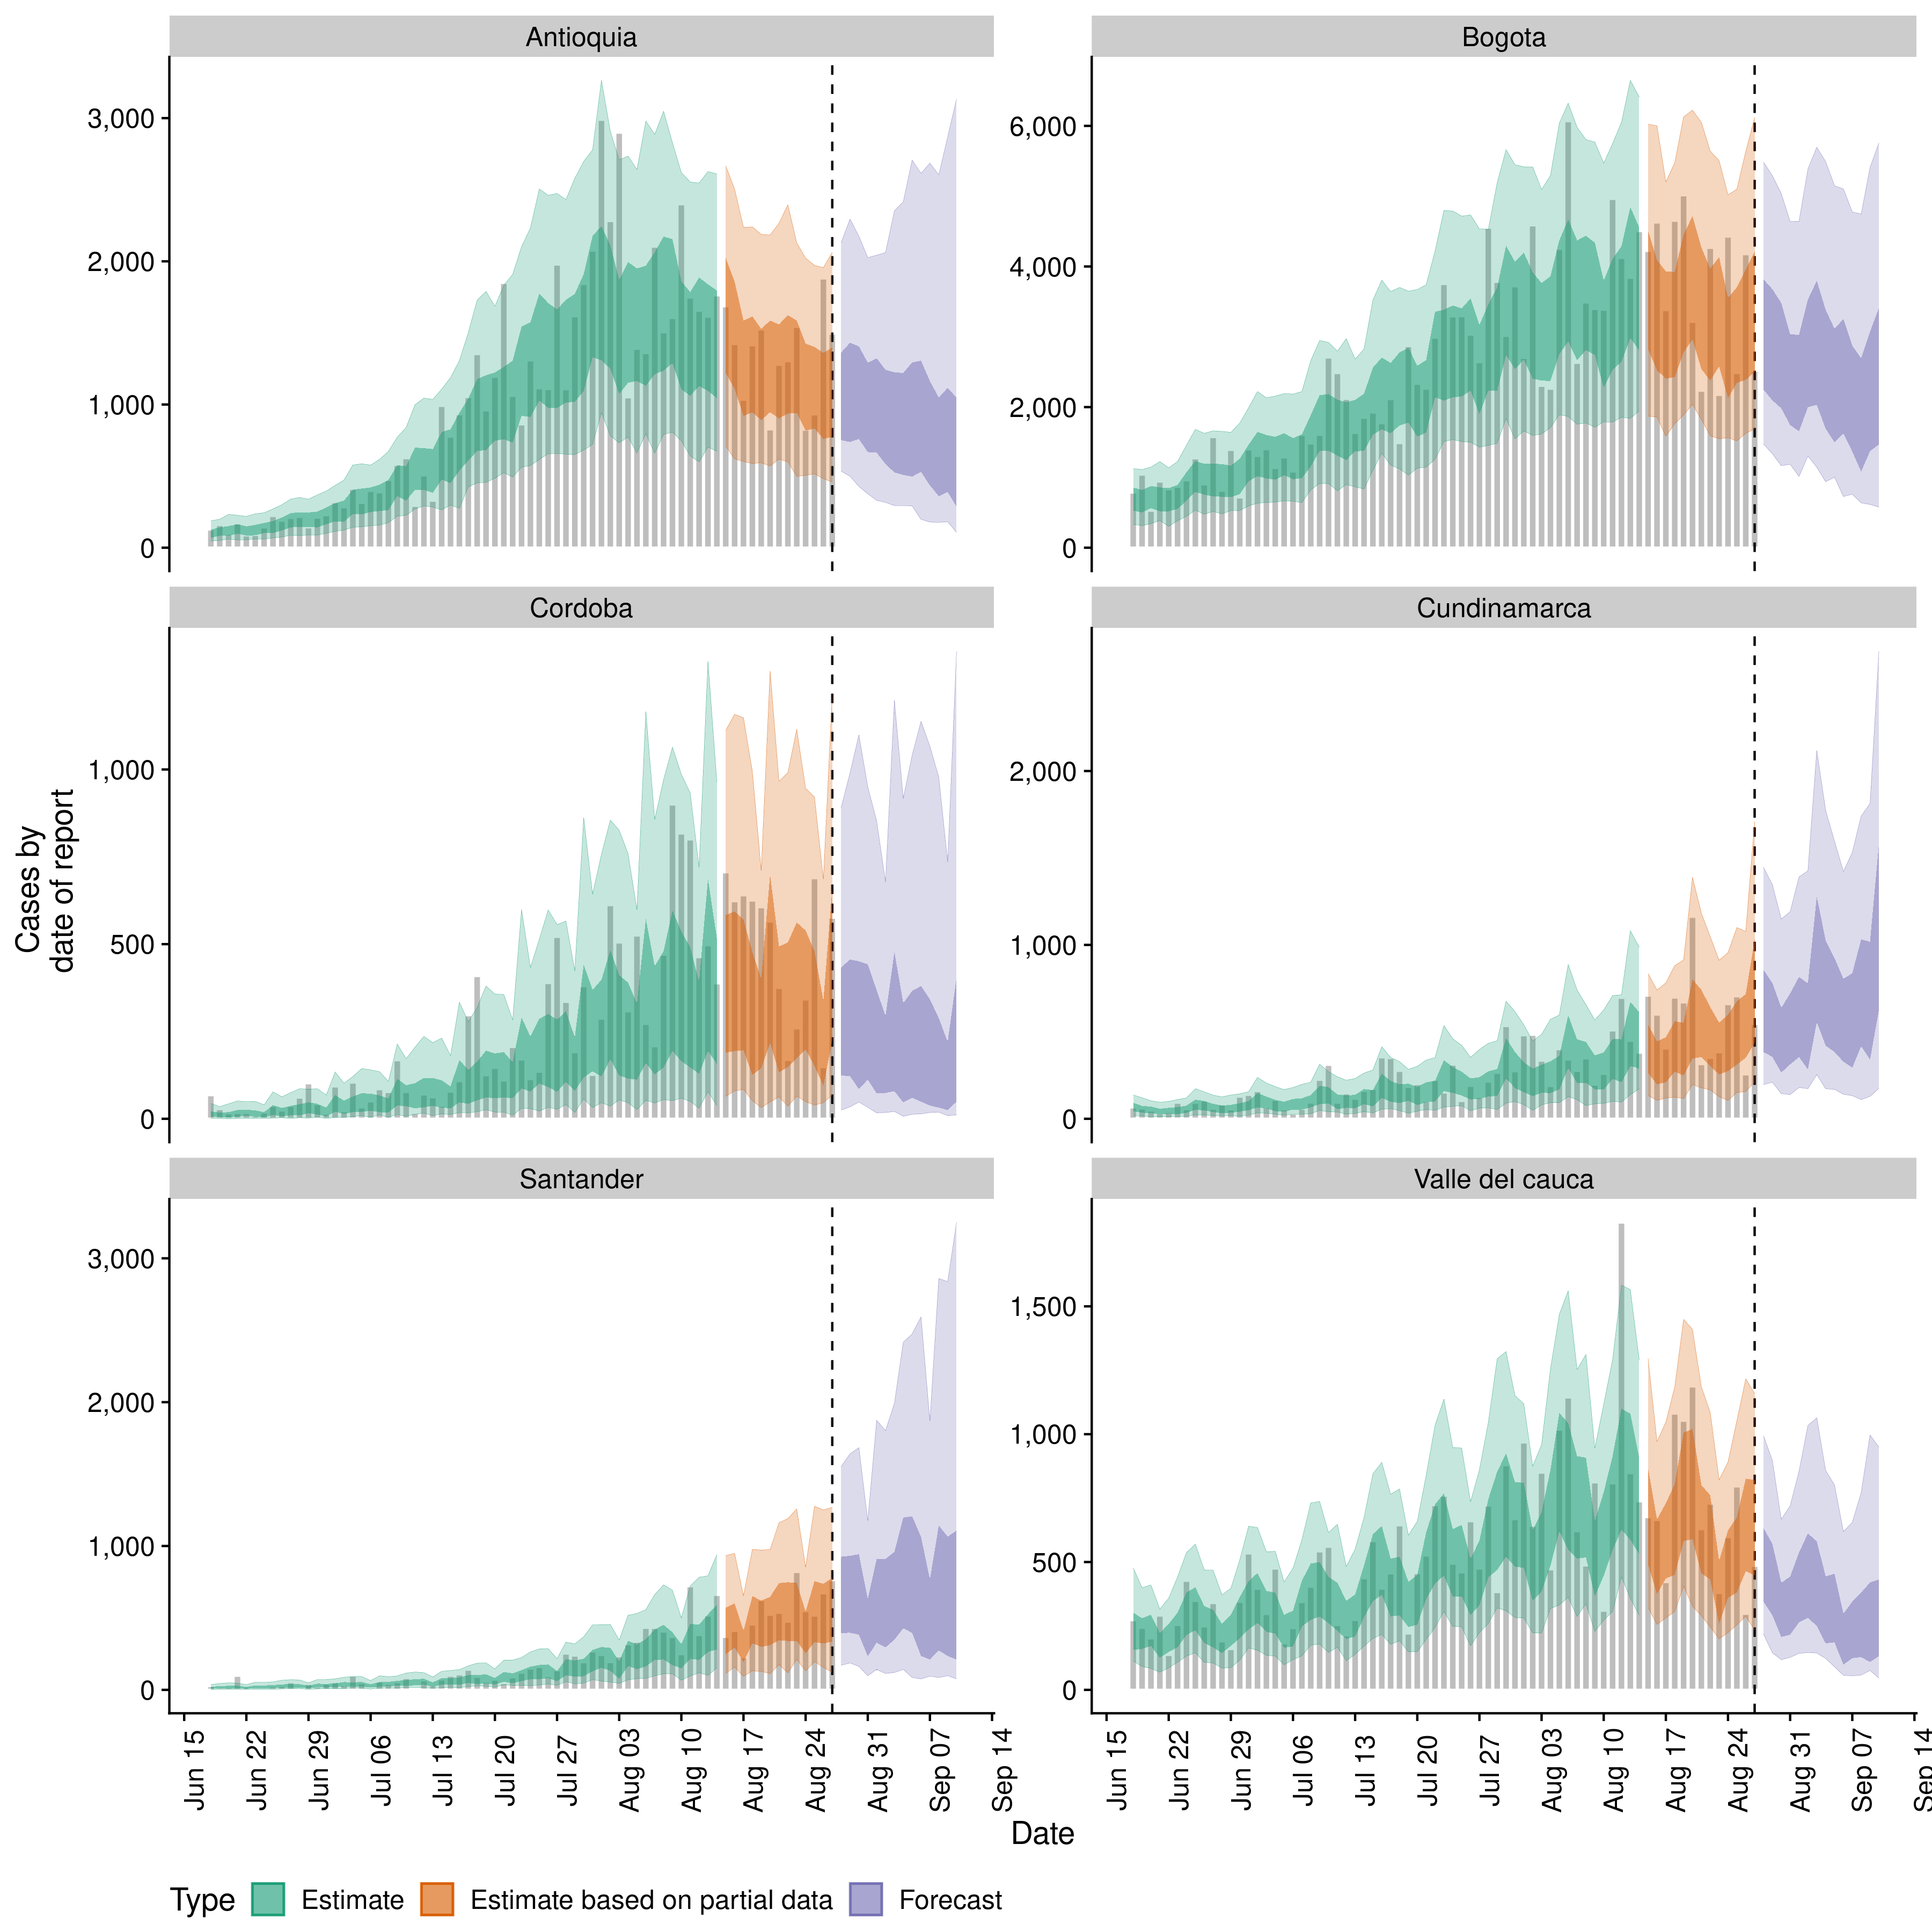 Antioquia
Bogota
3,000
2,000
1,000
0
6,000
4,000
2,000
0
Cordoba
Cundinamarca
1,000
500
0
2,000
1,000
0
Cases by
date of report
Santander
Valle del cauca
3,000
2,000
1,000
0
1,500
1,000
500
0
Jun 15
Jun 22
Jun 29
Jul 06
Jul 13
Jul 20
Jul 27
Aug 03
Aug 10
Aug 17
Aug 24
Aug 31
Sep 07
Sep 14
Jun 15
Jun 22
Jun 29
Jul 06
Jul 13
Jul 20
Jul 27
Aug 03
Aug 10
Aug 17
Aug 24
Aug 31
Sep 07
Sep 14
Date
Type Estimate Estimate based on partial data Forecast